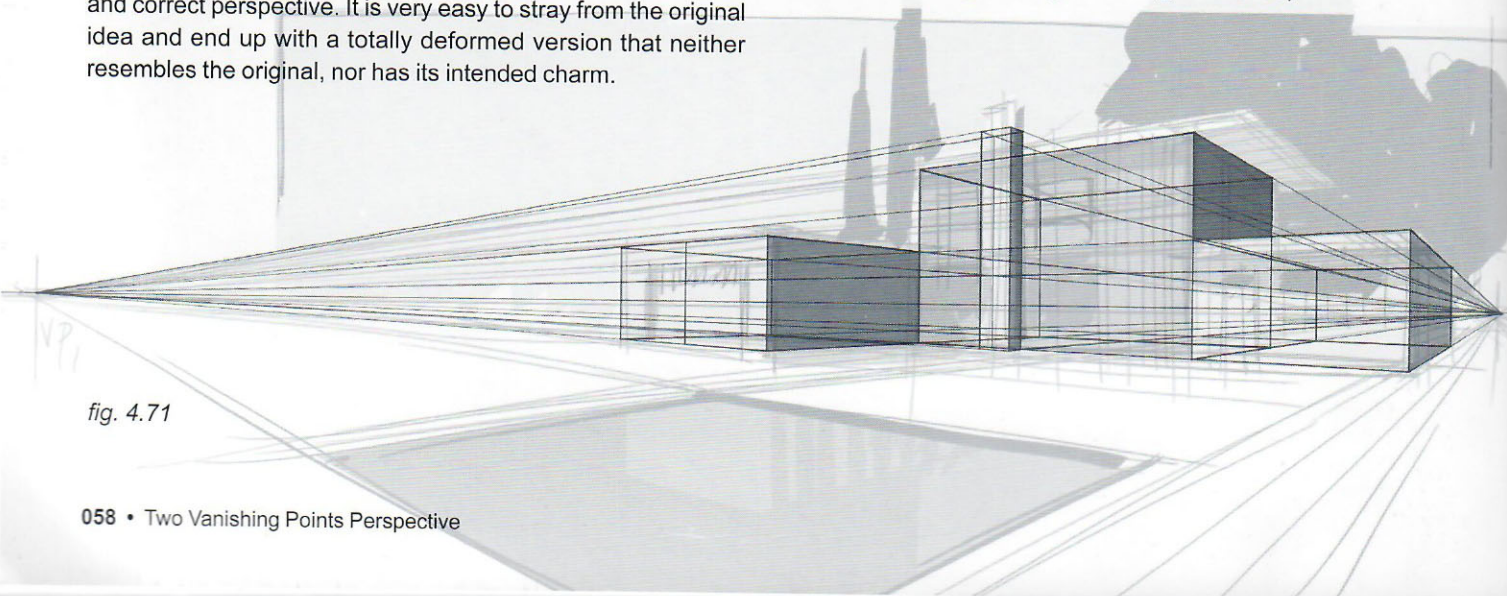 and correct perspective. It is very easy to stray from the original
idea and end up with a totally deformed version that neither
resembles the original, nor has its intended charm.
VP1
fig. 4.71
058 • Two Vanishing Points Perspective